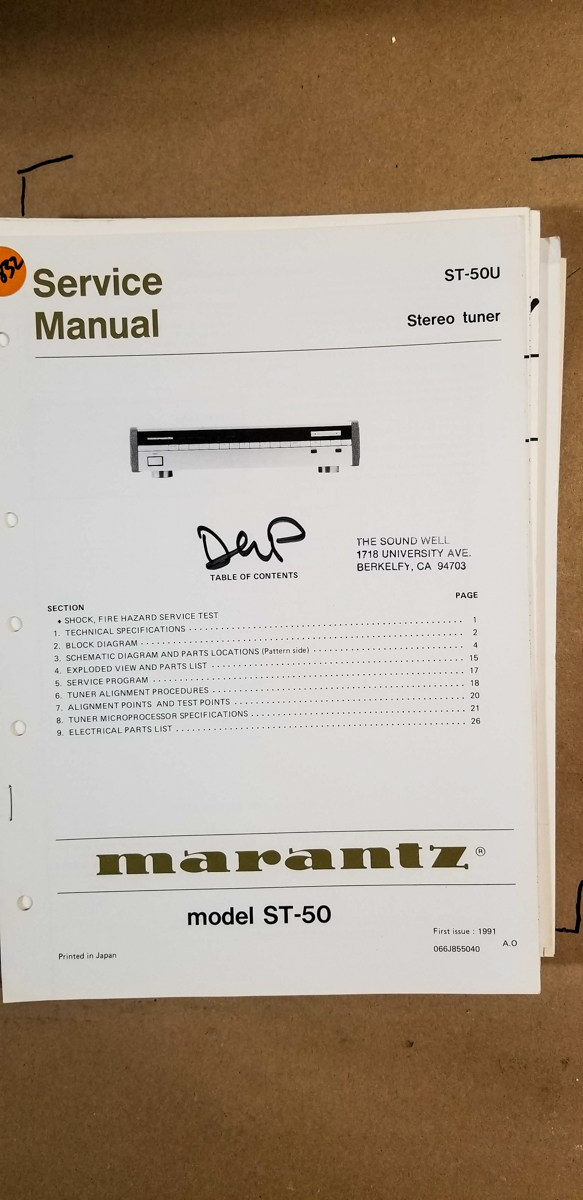 832
Service
Manual
ST-50U
Stereo tuner
THE SOUND WELL
1718 UNIVERSITY AVE.
BERKELFY, CA 94703
TABLE OF CONTENTS
SECTION PAGE
♦ SHOCK, FIRE HAZARD SERVICE TEST
1. TECHNICAL SPECIFICATIONS 1
2. BLOCK DIAGRAM 2
3. SCHEMATIC DIAGRAM AND PARTS LOCATIONS (Pattern side) 4
4. EXPLODED VIEW AND PARTS LIST 15
5. SERVICE PROGRAM 17
6. TUNER ALIGNMENT PROCEDURES 18
7. ALIGNMENT POINTS AND TEST POINTS 20
8. TUNER MICROPROCESSOR SPECIFICATIONS 21
9. ELECTRICAL PARTS LIST 26
marantz®
model ST-50
First issue : 1991
066J855040 A.O
Printed in Japan